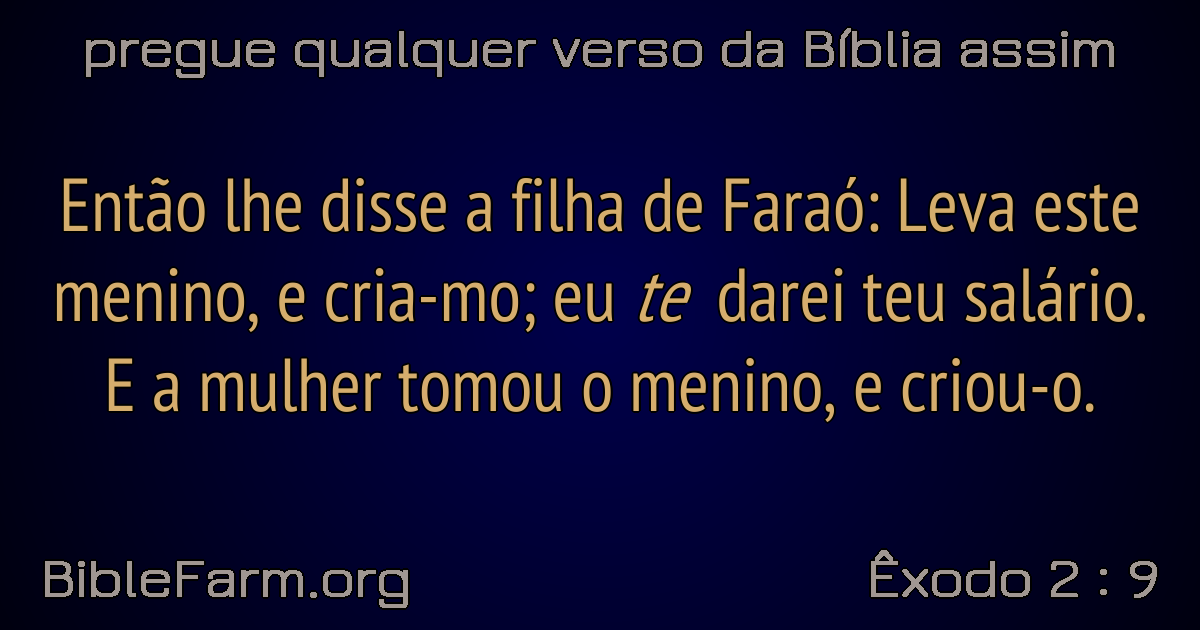 pregue qualquer verso da Bíblia assim
Então lhe disse a filha de Faraó: Leva este
menino, e cria-mo; eu te darei teu salário.
E a mulher tomou o menino, e criou-o.
BibleFarm.org
Êxodo 2 : 9